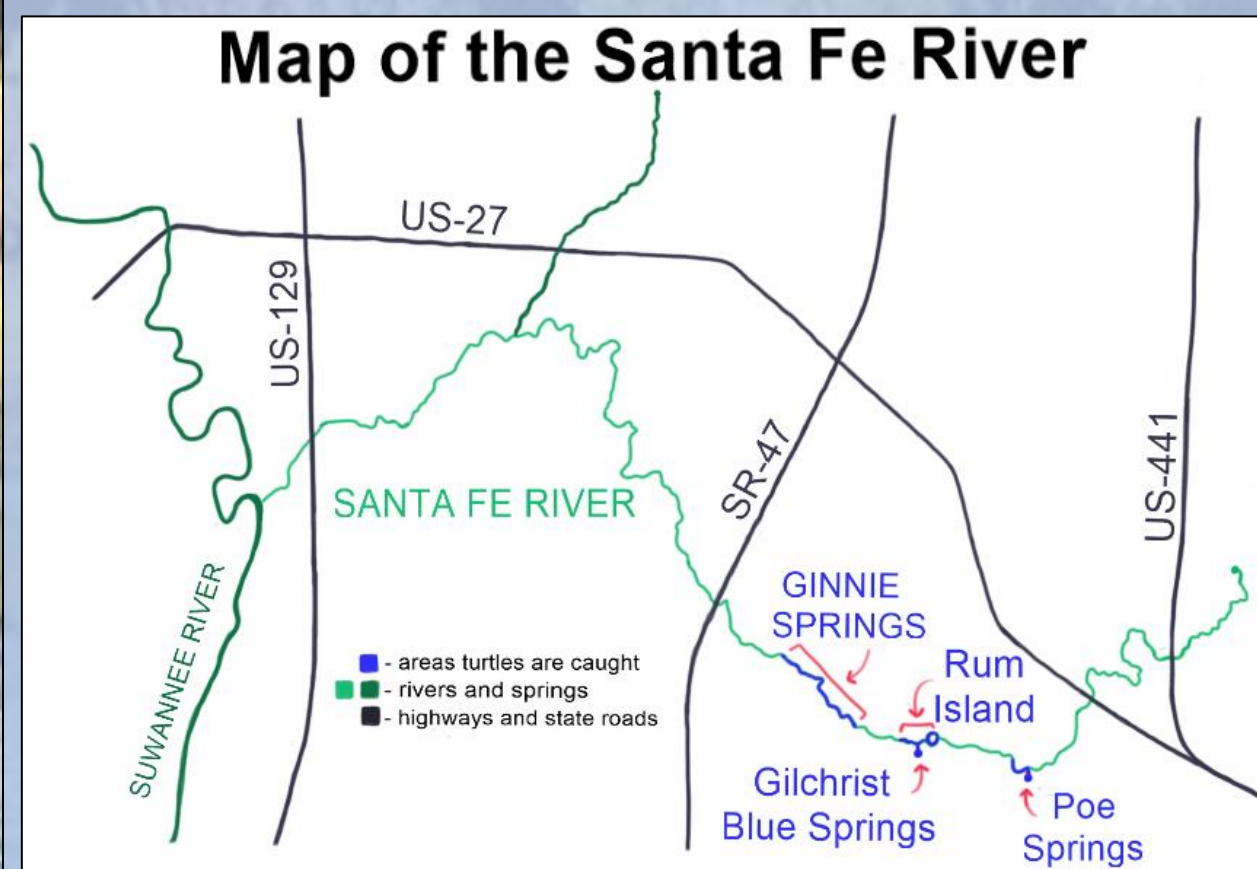 Map of the Santa Fe River
US-27
US-129
SR-47
US-441
SANTA FE RIVER
SUWANNEE RIVER
GINNIE
SPRINGS
Rum
Island
- areas turtles are caught
- rivers and springs
- highways and state roads
Gilchrist
Blue Springs
Poe
Springs